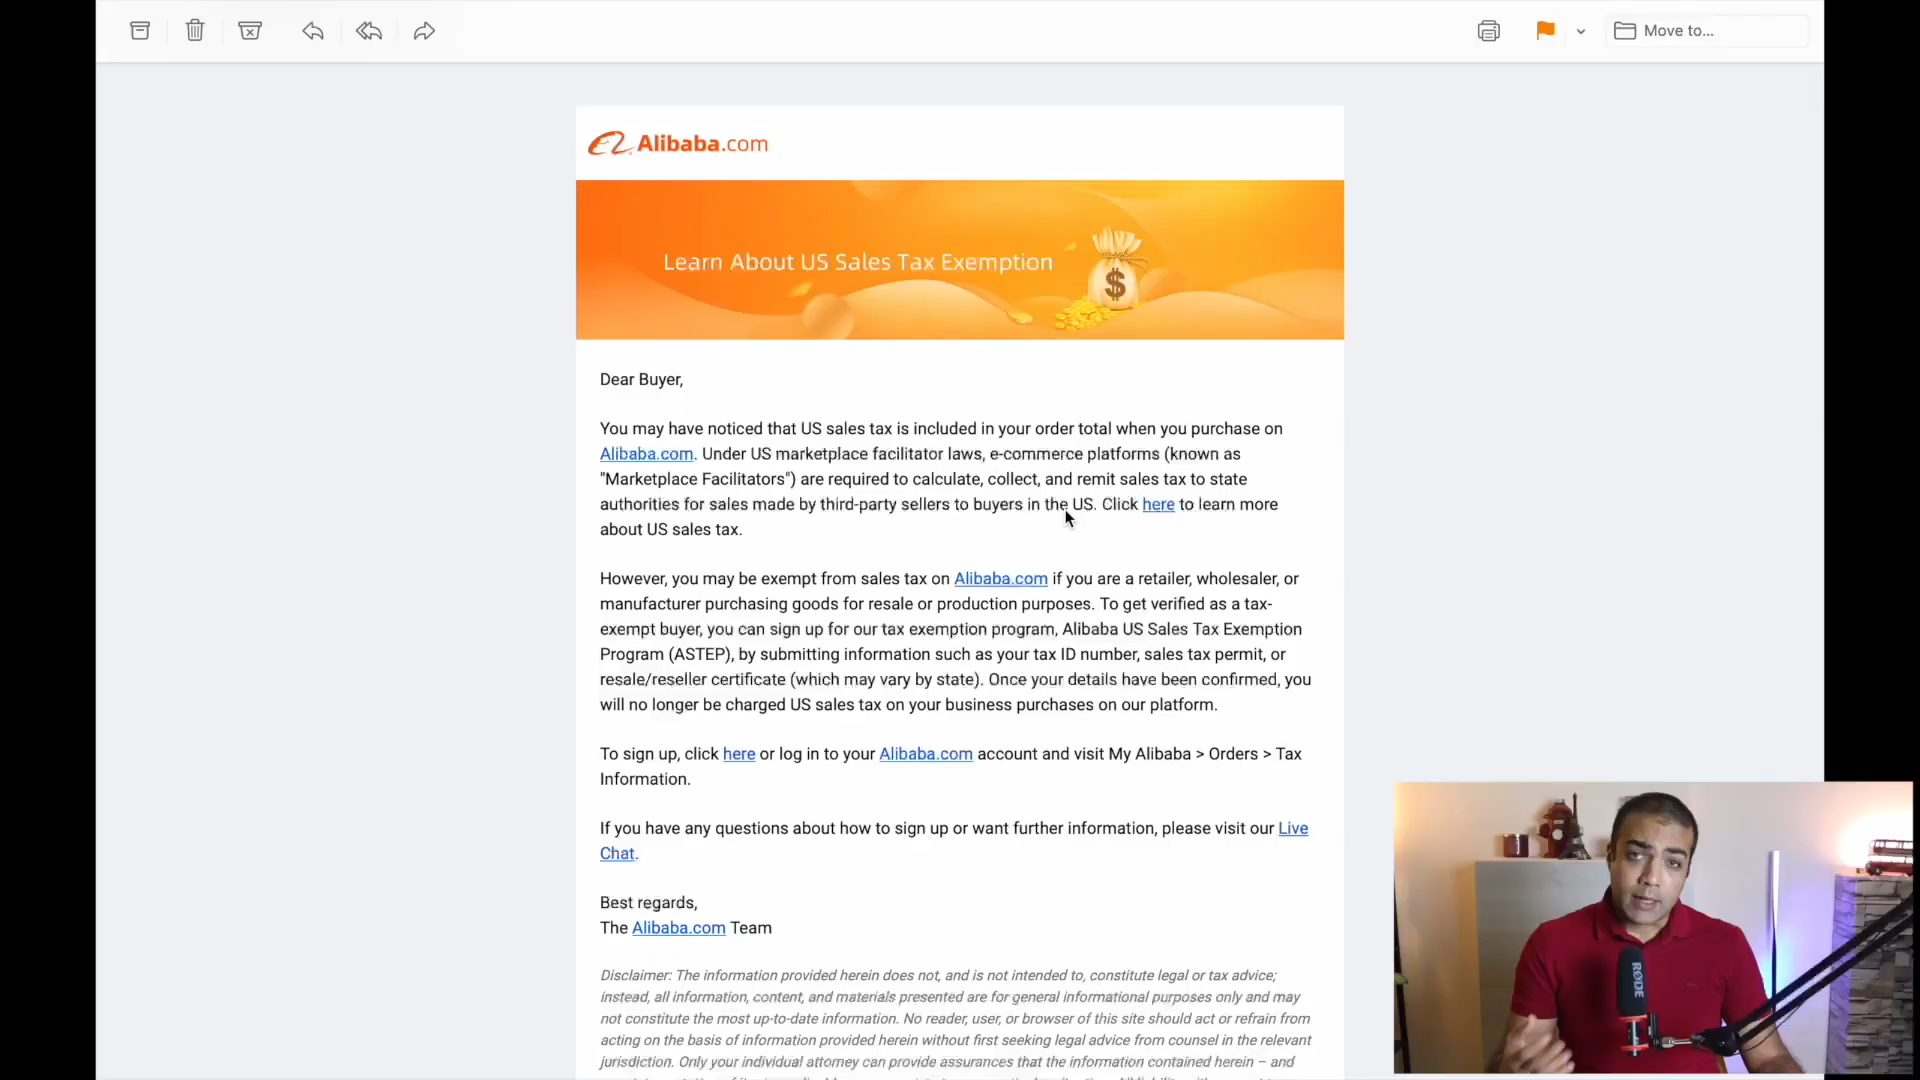 Move to...
Alibaba.com
Learn About US Sales Tax Exemption
$
Dear Buyer,
You may have noticed that US sales tax is included in your order total when you purchase on
Alibaba.com. Under US marketplace facilitator laws, e-commerce platforms (known as
"Marketplace Facilitators") are required to calculate, collect, and remit sales tax to state
authorities for sales made by third-party sellers to buyers in the US. Click here to learn more
about US sales tax.
However, you may be exempt from sales tax on Alibaba.com if you are a retailer, wholesaler, or
manufacturer purchasing goods for resale or production purposes. To get verified as a tax-
exempt buyer, you can sign up for our tax exemption program, Alibaba US Sales Tax Exemption
Program (ASTEP), by submitting information such as your tax ID number, sales tax permit, or
resale/reseller certificate (which may vary by state). Once your details have been confirmed, you
will no longer be charged US sales tax on your business purchases on our platform.
To sign up, click here or log in to your Alibaba.com account and visit My Alibaba > Orders > Tax
Information.
If you have any questions about how to sign up or want further information, please visit our Live
Chat.
Best regards,
The Alibaba.com Team
Disclaimer: The information provided herein does not, and is not intended to, constitute legal or tax advice;
instead, all information, content, and materials presented are for general informational purposes only and may
not constitute the most up-to-date information. No reader, user, or browser of this site should act or refrain from
acting on the basis of information provided herein without first seeking legal advice from counsel in the relevant
jurisdiction. Only your individual attorney can provide assurances that the information contained herein – and
RØDE